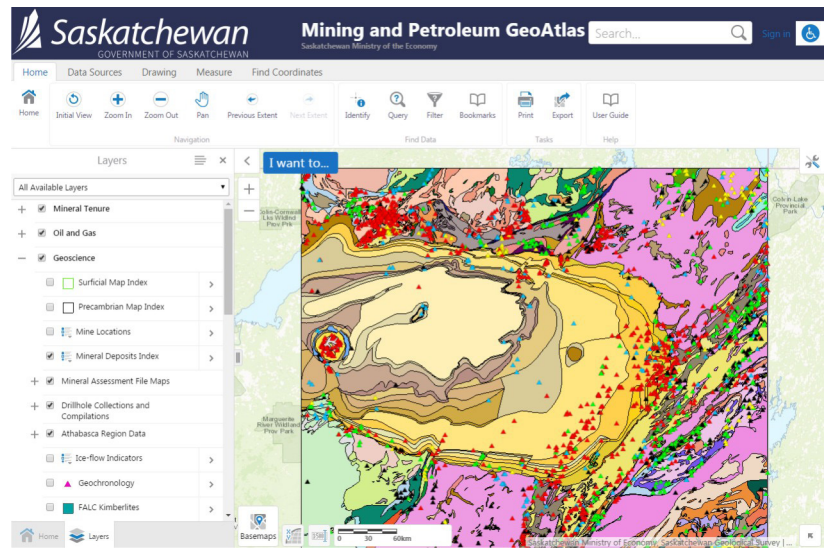 Saskatchewan
GOVERNMENT OF SASKATCHEWAN
Mining and Petroleum GeoAtlas
Saskatchewan Ministry of the Economy
Search...
Sign in
Home
Data Sources
Drawing
Measure
Find Coordinates
Home
Initial View
Zoom In
Zoom Out
Pan
Previous Extent
Next Extent
Identify
Query
Filter
Bookmarks
Print
Export
User Guide
Navigation
Find Data
Tasks
Help
Layers
I want to...
All Available Layers
Mineral Tenure
Oil and Gas
Geoscience
Surficial Map Index
Precambrian Map Index
Mine Locations
Mineral Deposits Index
Mineral Assessment File Maps
Drillhole Collections and
Compilations
Athabasca Region Data
Ice-flow Indicators
Geochronology
FALC Kimberlites
Home
Layers
Colvin Lake
Provincial
Park
Prov Park
Marguerite
River Wildland
Prov Park
Basemaps
0 30 60km
Saskatchewan Ministry of Economy, Saskatchewan Geological Survey | ...